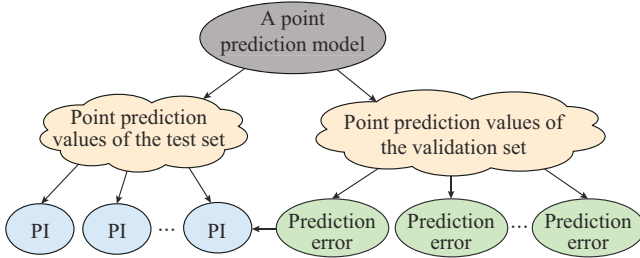 A point
prediction model
Point prediction
values of the test set
Point prediction values of
the validation set
PI
PI
...
PI
Prediction
error
Prediction
error
...
Prediction
error